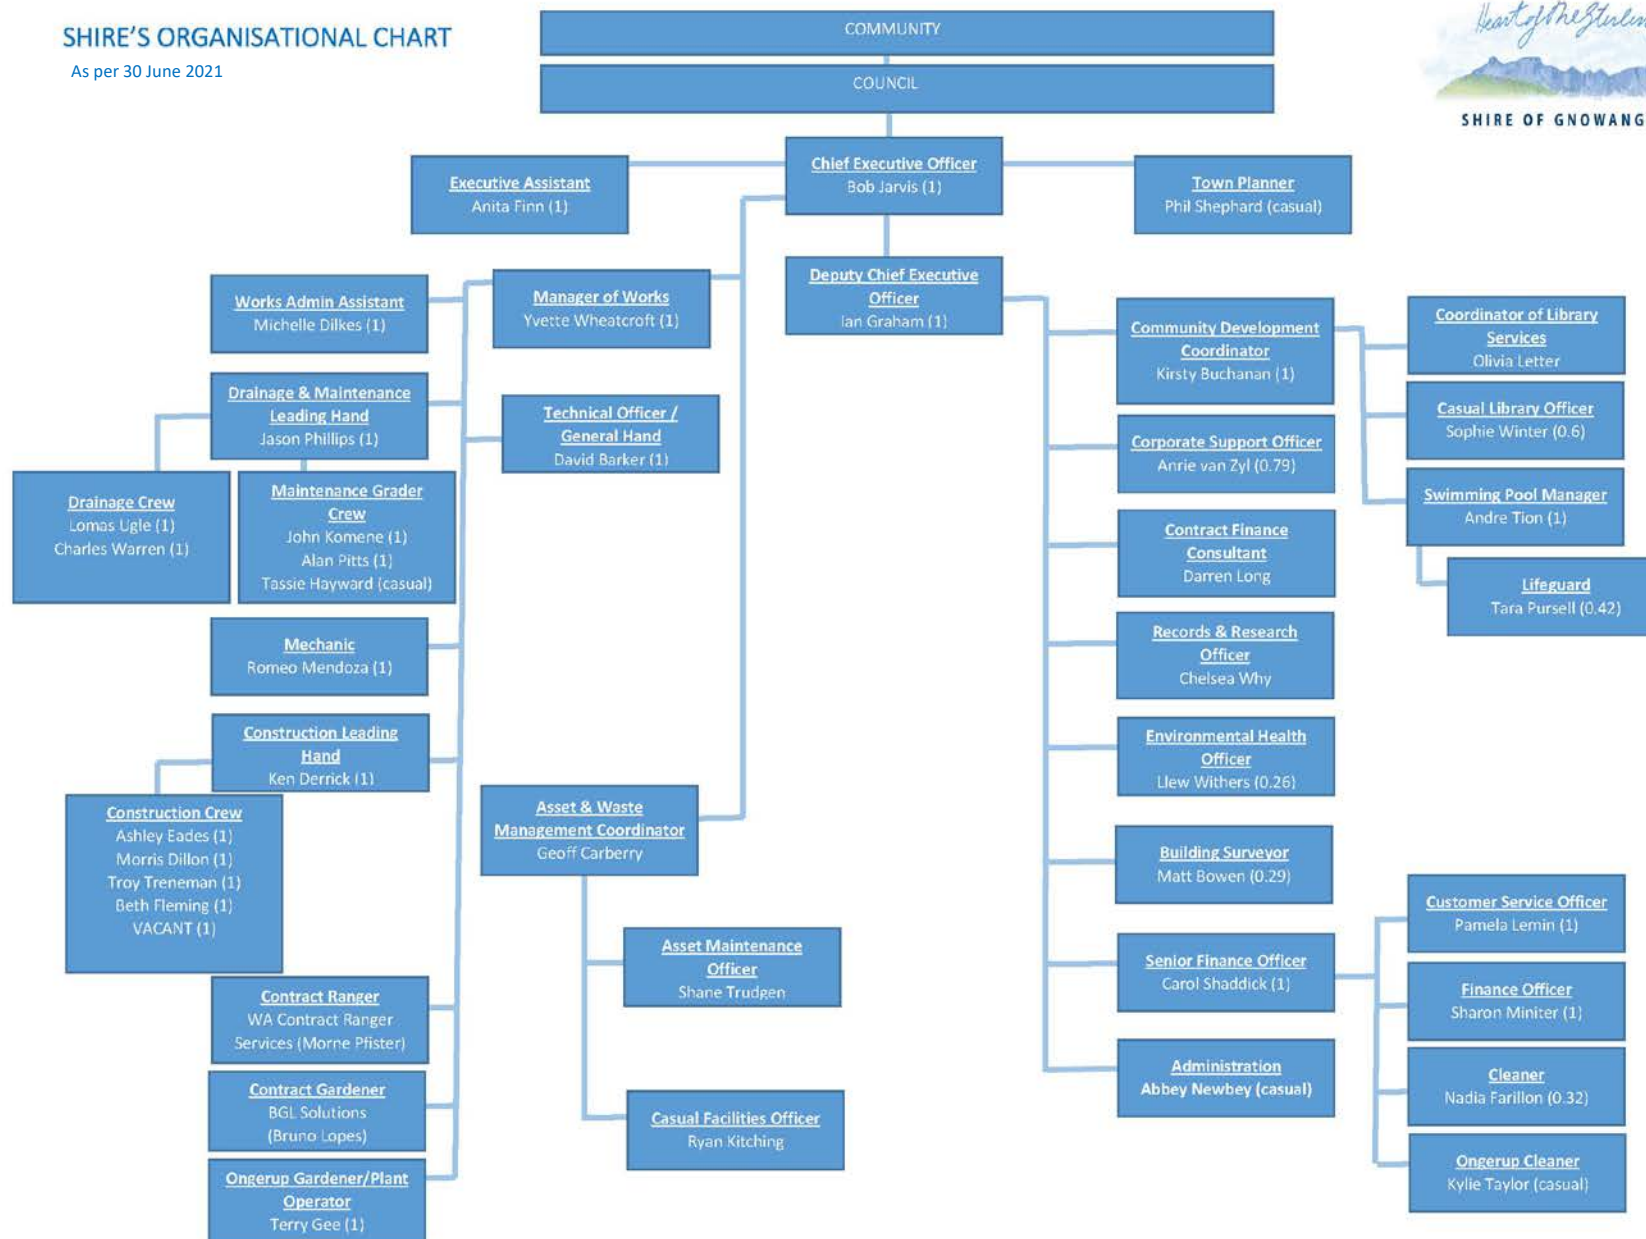 SHIRE'S ORGANISATIONAL CHART
As per 30 June 2021
COMMUNITY
COUNCIL
SHIRE OF GNOWANG
Chief Executive Officer
Bob Jarvis (1)
Executive Assistant
Anita Finn (1)
Town Planner
Phil Shephard (casual)
Deputy Chief Executive
Officer
Ian Graham (1)
Manager of Works
Yvette Wheatcroft (1)
Works Admin Assistant
Michelle Dilkes (1)
Drainage & Maintenance
Leading Hand
Jason Phillips (1)
Technical Officer /
General Hand
David Barker (1)
Drainage Crew
Lomas Ugle (1)
Charles Warren (1)
Maintenance Grader
Crew
John Komene (1)
Alan Pitts (1)
Tassie Hayward (casual)
Mechanic
Romeo Mendoza (1)
Construction Leading
Hand
Ken Derrick (1)
Construction Crew
Ashley Eades (1)
Morris Dillon (1)
Troy Treneman (1)
Beth Fleming (1)
VACANT (1)
Contract Ranger
WA Contract Ranger
Services (Morne Pfister)
Contract Gardener
BGL Solutions
(Bruno Lopes)
Ongerup Gardener/Plant
Operator
Terry Gee (1)
Asset & Waste
Management Coordinator
Geoff Carberry
Asset Maintenance
Officer
Shane Trudgen
Casual Facilities Officer
Ryan Kitching
Community Development
Coordinator
Kirsty Buchanan (1)
Corporate Support Officer
Anrie van Zyl (0.79)
Contract Finance
Consultant
Darren Long
Records & Research
Officer
Chelsea Why
Environmental Health
Officer
Llew Withers (0.26)
Building Surveyor
Matt Bowen (0.29)
Senior Finance Officer
Carol Shaddick (1)
Administration
Abbey Newbey (casual)
Coordinator of Library
Services
Olivia Letter
Casual Library Officer
Sophie Winter (0.6)
Swimming Pool Manager
Andre Tion (1)
Lifeguard
Tara Pursell (0.42)
Customer Service Officer
Pamela Lemin (1)
Finance Officer
Sharon Miniter (1)
Cleaner
Nadia Farillon (0.32)
Ongerup Cleaner
Kylie Taylor (casual)